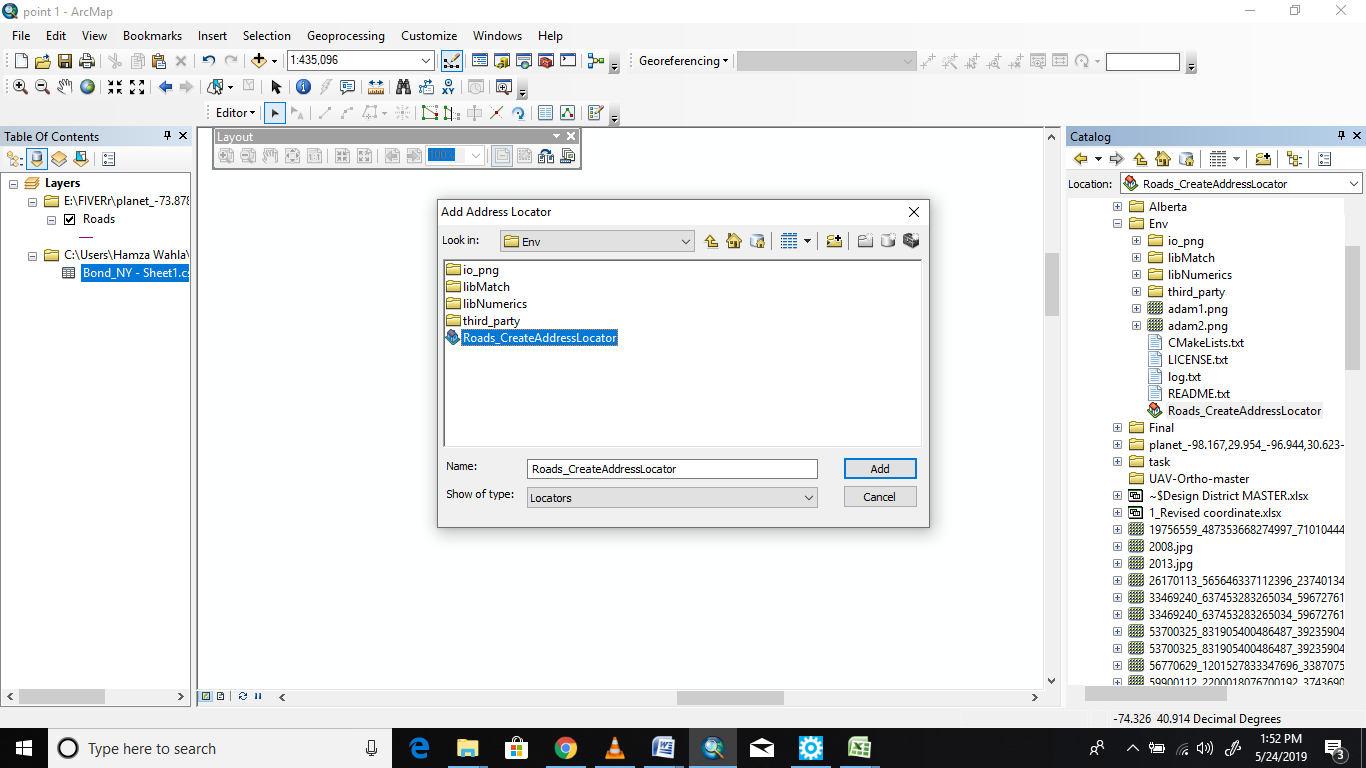 point 1 - ArcMap
File Edit View Bookmarks Insert Selection Geoprocessing Customize Windows Help
1:435,096
Georeferencing
Editor
Table Of Contents
Layers
E:\FIVERr\planet_-73.878
Roads
C:\Users\Hamza Wahla\
Bond_NY - Sheet1.cs
Layout
100%
Add Address Locator
Look in: Env
io_png
libMatch
libNumerics
third_party
Roads_CreateAddressLocator
Name: Roads_CreateAddressLocator Add
Show of type: Locators Cancel
Catalog
Location: Roads_CreateAddressLocator
Alberta
Env
io_png
libMatch
libNumerics
third_party
adam1.png
adam2.png
CMakeLists.txt
LICENSE.txt
log.txt
README.txt
Roads_CreateAddressLocator
Final
planet_-98.167,29.954_-96.944,30.623-
task
UAV-Ortho-master
~$Design District MASTER.xlsx
1_Revised coordinate.xlsx
19756559_487353668274997_71010444
2008.jpg
2013.jpg
26170113_565646337112396_23740134
33469240_637453283265034_59672761
33469240_637453283265034_59672761
53700325_831905400486487_39235904
53700325_831905400486487_39235904
56770629_1201527833347696_3387075
59900112_2200018076700192_3743690
-74.326 40.914 Decimal Degrees
Type here to search
1:52 PM
5/24/2019
3